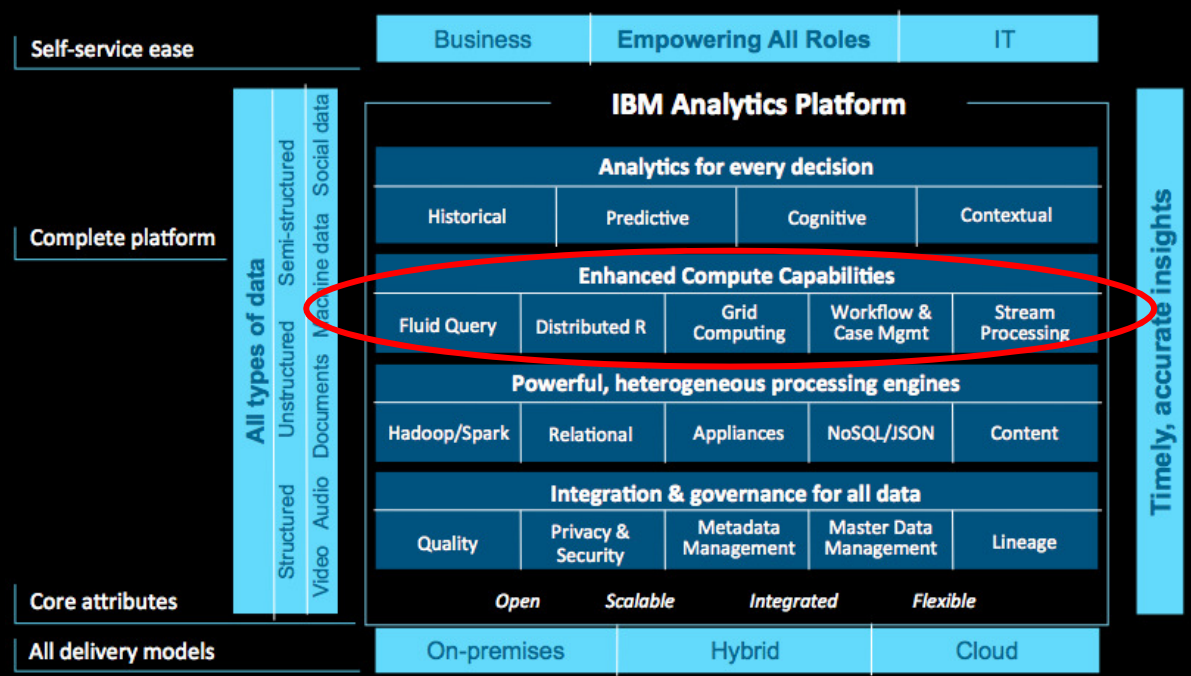 Self-service ease
Business
Empowering All Roles
IT
Complete platform
All types of data
Structured Unstructured Semi-structured
Video Audio Documents Machine data Social data
IBM Analytics Platform
Analytics for every decision
Historical
Predictive
Cognitive
Contextual
Enhanced Compute Capabilities
Fluid Query
Distributed R
Grid
Computing
Workflow &
Case Mgmt
Stream
Processing
Powerful, heterogeneous processing engines
Hadoop/Spark
Relational
Appliances
NoSQL/JSON
Content
Integration & governance for all data
Quality
Privacy &
Security
Metadata
Management
Master Data
Management
Lineage
Timely, accurate insights
Core attributes
Open Scalable Integrated Flexible
All delivery models
On-premises
Hybrid
Cloud